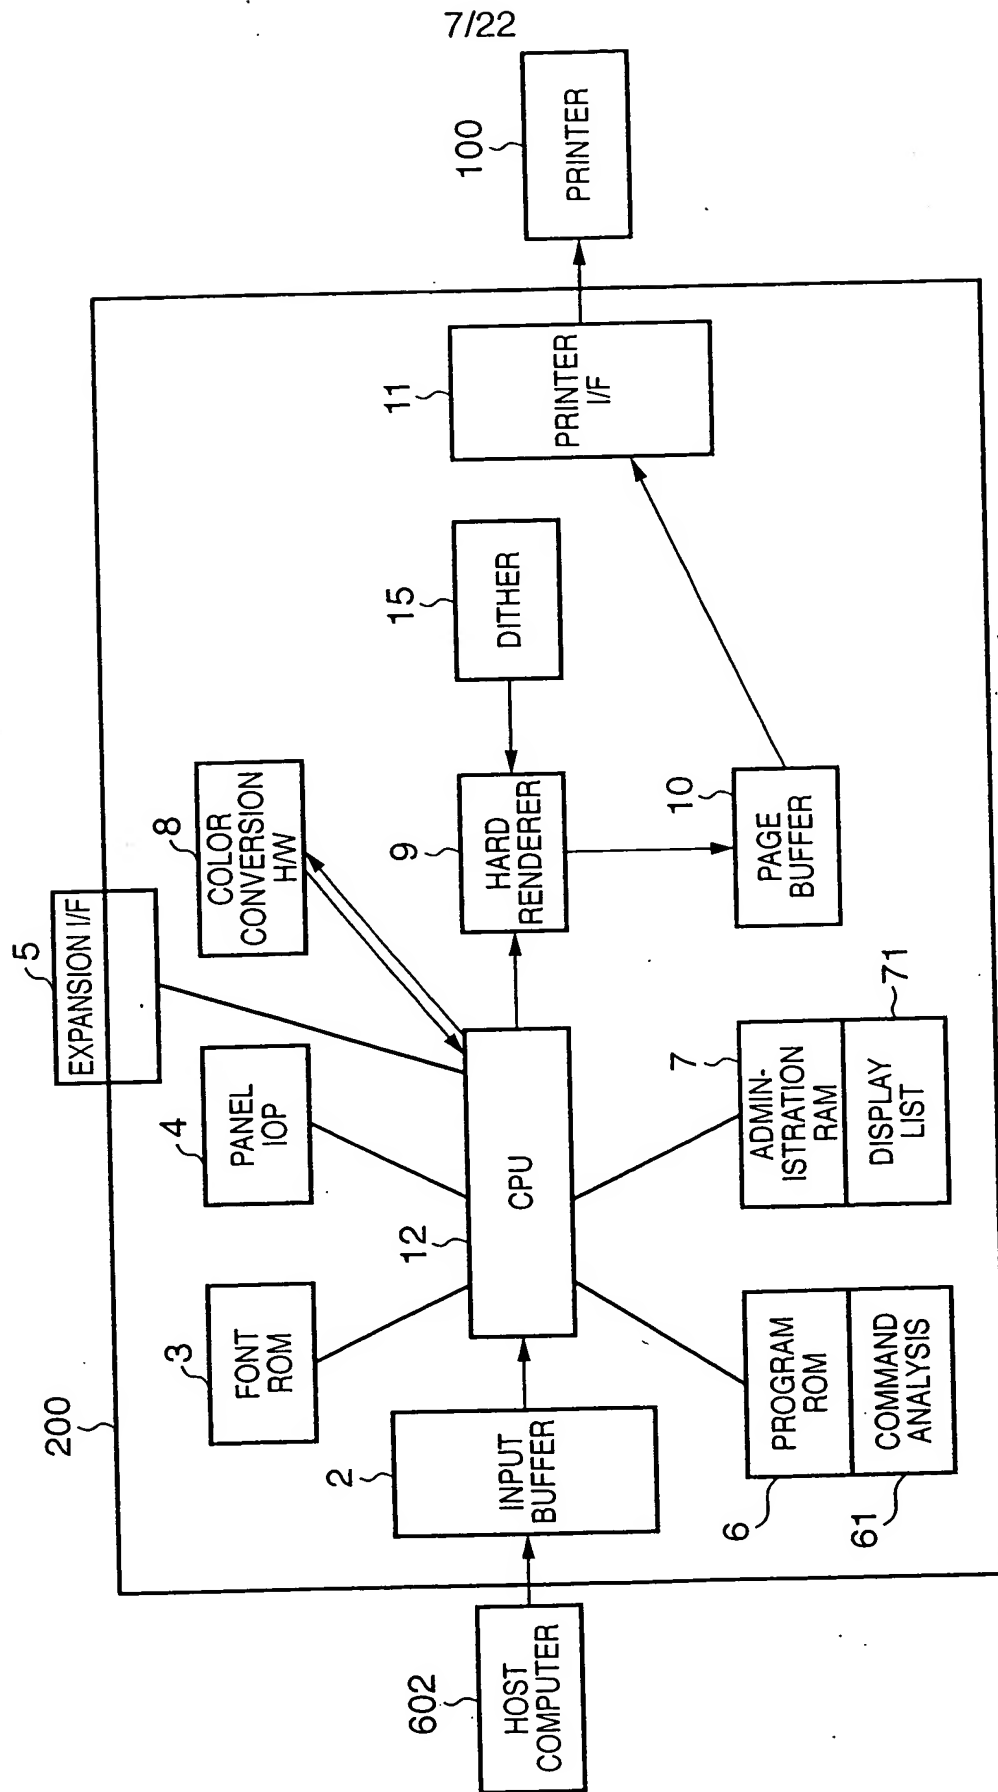 7/22
200
5
EXPANSION I/F
3
FONT
ROM
4
PANEL
IOP
8
COLOR
CONVERSION
H/W
602
HOST
COMPUTER
2
INPUT
BUFFER
12
CPU
9
HARD
RENDERER
15
DITHER
11
PRINTER
I/F
100
PRINTER
6
PROGRAM
ROM
61
COMMAND
ANALYSIS
7
ADMIN-
ISTRATION
RAM
71
DISPLAY
LIST
10
PAGE
BUFFER